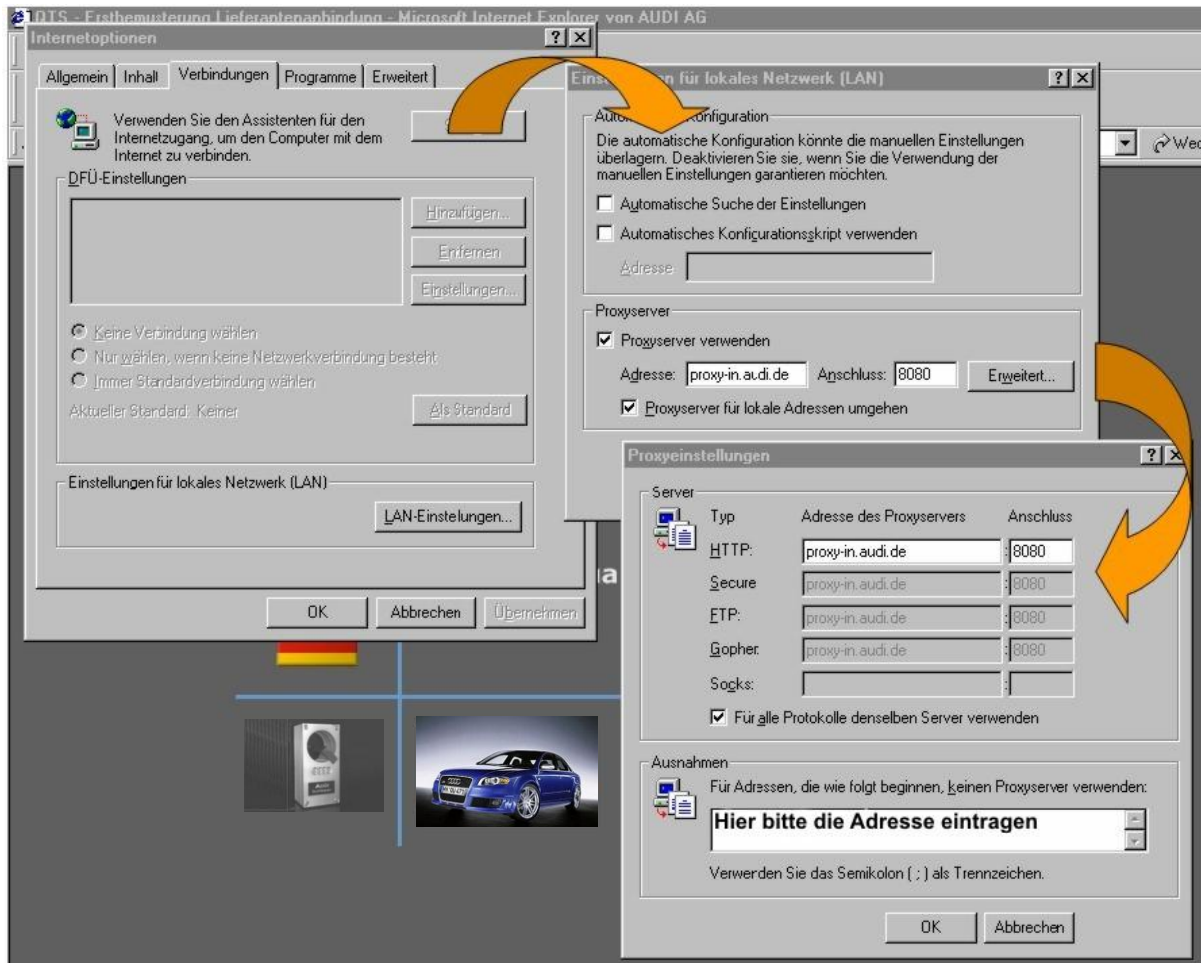 DTS - Erstbemusterung Lieferantenanbindung - Microsoft Internet Explorer von AUDI AG
Internetoptionen
Allgemein
Inhalt
Verbindungen
Programme
Erweitert
Verwenden Sie den Assistenten für den
Internetzugang, um den Computer mit dem
Internet zu verbinden.
DFÜ-Einstellungen
Hinzufügen...
Entfernen
Einstellungen...
Keine Verbindung wählen
Nur wählen, wenn keine Netzwerkverbindung besteht
Immer Standardverbindung wählen
Aktueller Standard: Keiner
Als Standard
Einstellungen für lokales Netzwerk (LAN)
LAN-Einstelungen...
OK
Abbrechen
Übernehmen
für lokales Netzwerk (LAN)
Die automatische Konfiguration könnte die manuellen Einstellungen
überlagern. Deaktivieren Sie sie, wenn Sie die Verwendung der
manuellen Einstellungen garantieren möchten.
Automatische Suche der Einstellungen
Automatisches Konfigurationsskript verwenden
Adresse
Proxyserver
Proxyserver verwenden
Adresse: proxy-in.audi.de Anschluss: 8080 Erweitert...
Proxyserver für lokale Adressen umgehen
Proxyeinstellungen
Server
Typ Adresse des Proxyservers Anschluss
HTTP: proxy-in.audi.de : 8080
Secure proxy-in.audi.de : 8080
FTP: proxy-in.audi.de : 8080
Gopher: proxy-in.audi.de : 8080
Socks: :
Für alle Protokolle denselben Server verwenden
Ausnahmen
Für Adressen, die wie folgt beginnen, keinen Proxyserver verwenden:
Hier bitte die Adresse eintragen
Verwenden Sie das Semikolon ( ; ) als Trennzeichen.
OK
Abbrechen